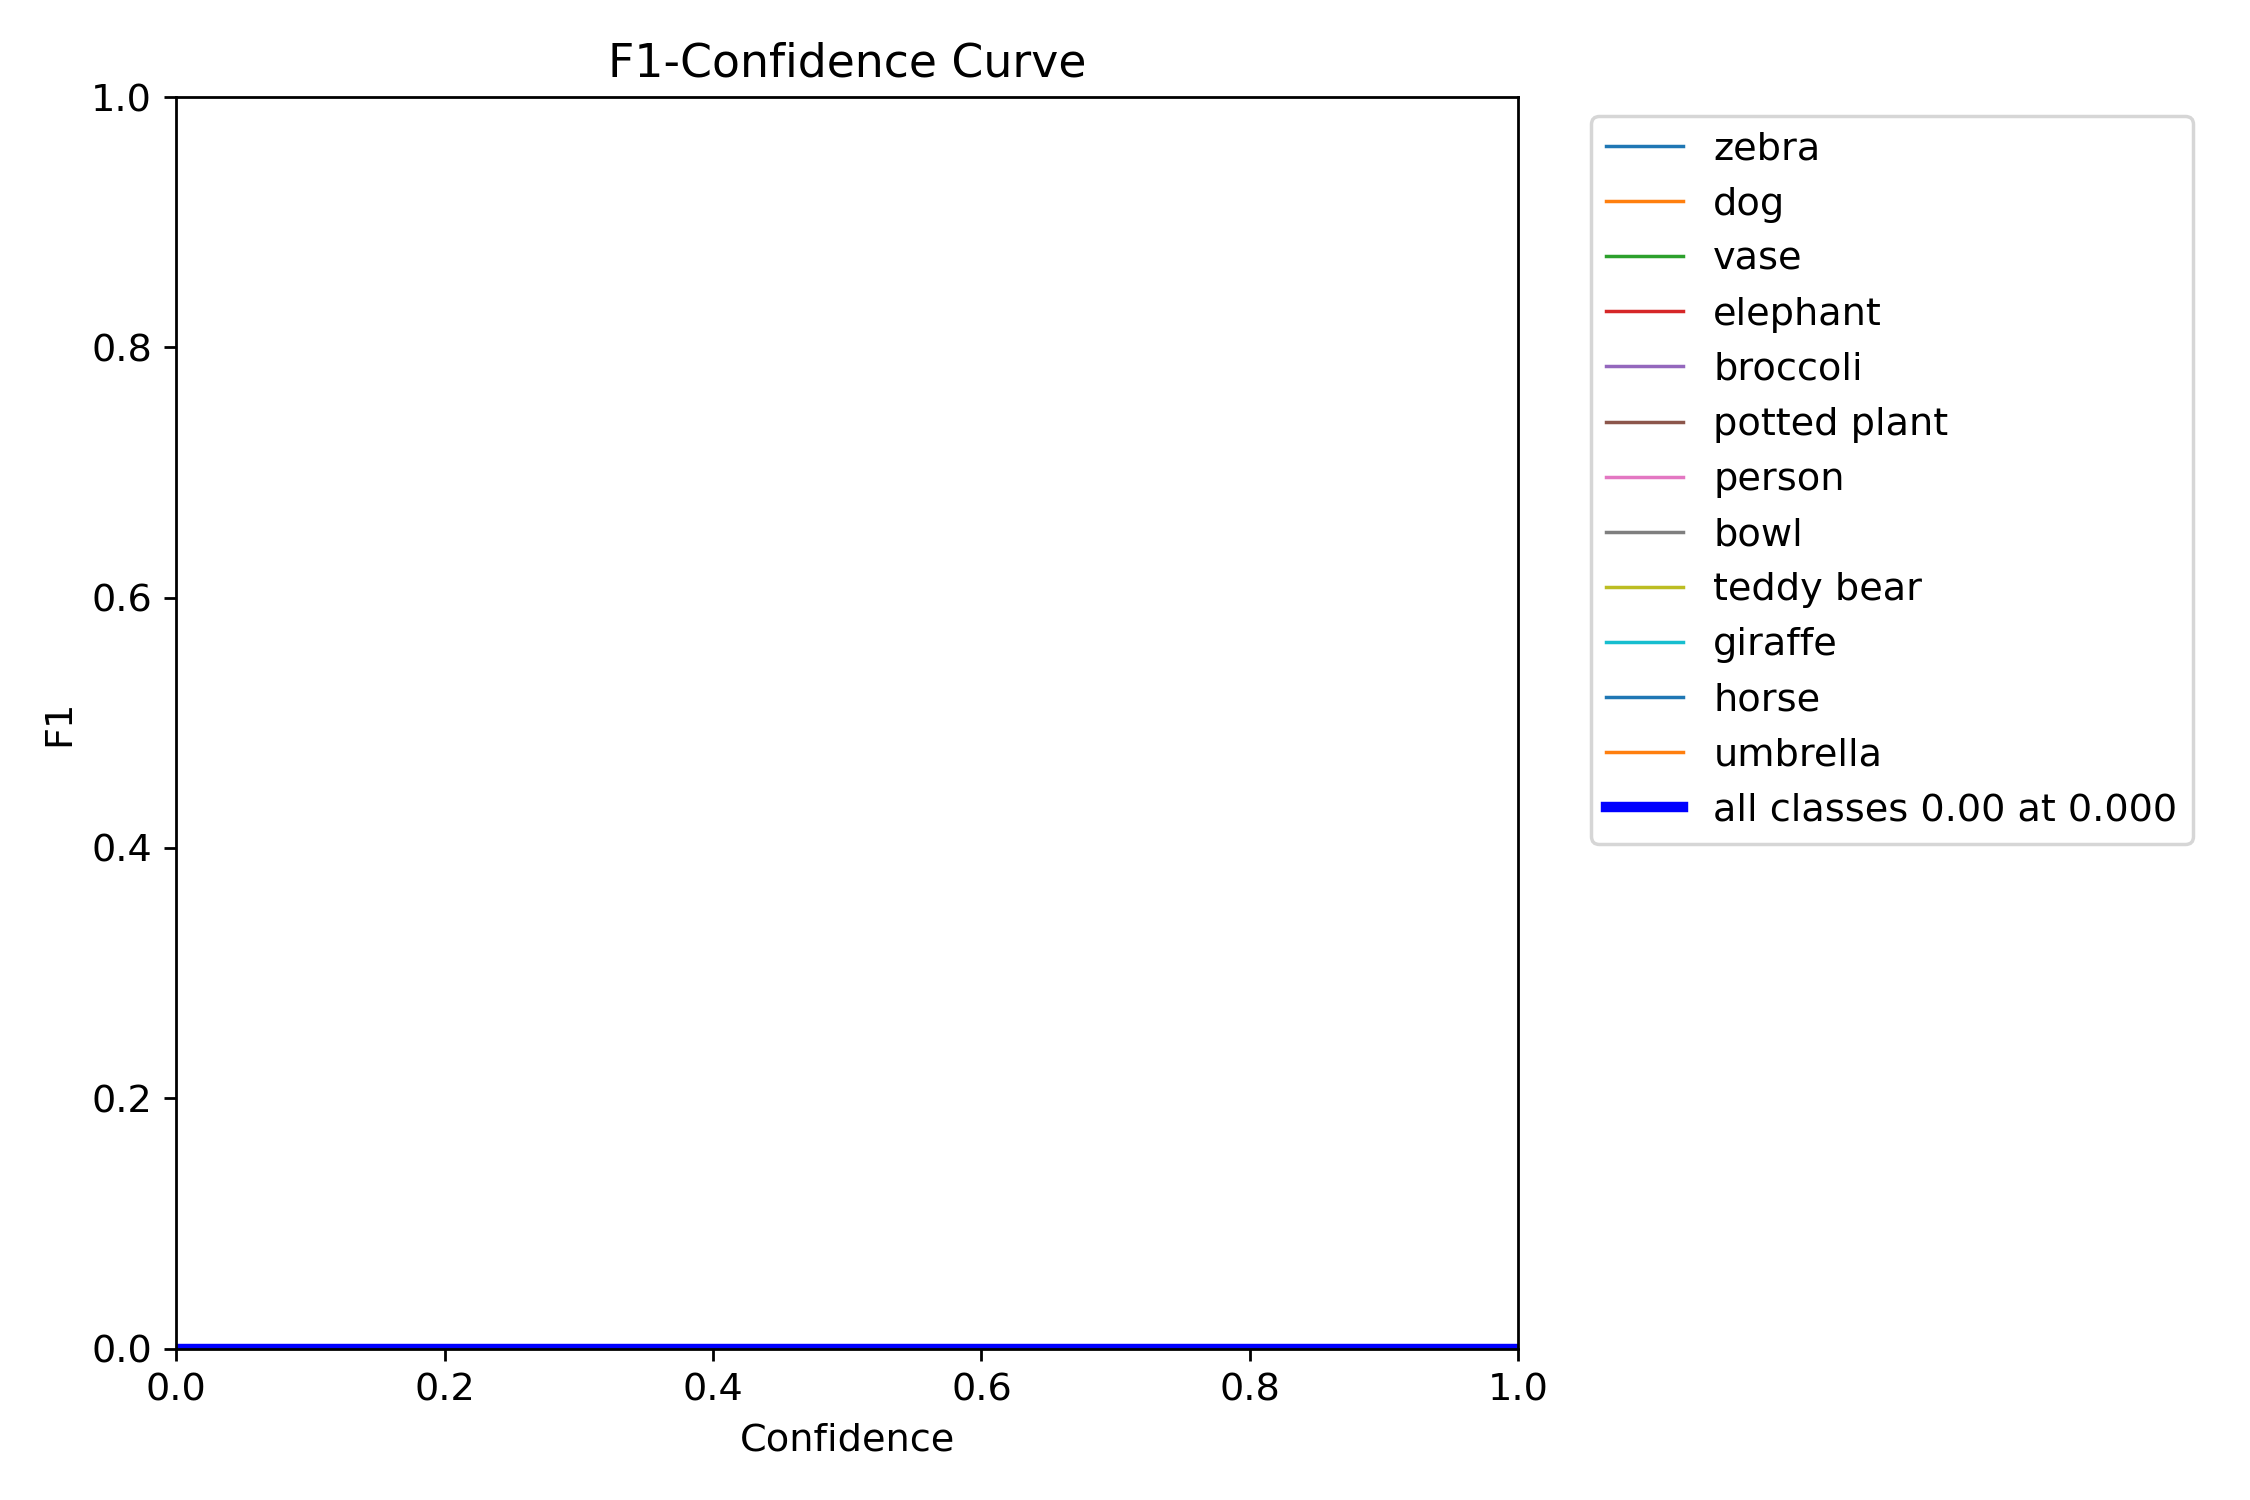 F1-Confidence Curve
1.0
0.8
0.6
0.4
0.2
0.0
F1
0.0 0.2 0.4 0.6 0.8 1.0
Confidence
zebra
dog
vase
elephant
broccoli
potted plant
person
bowl
teddy bear
giraffe
horse
umbrella
all classes 0.00 at 0.000